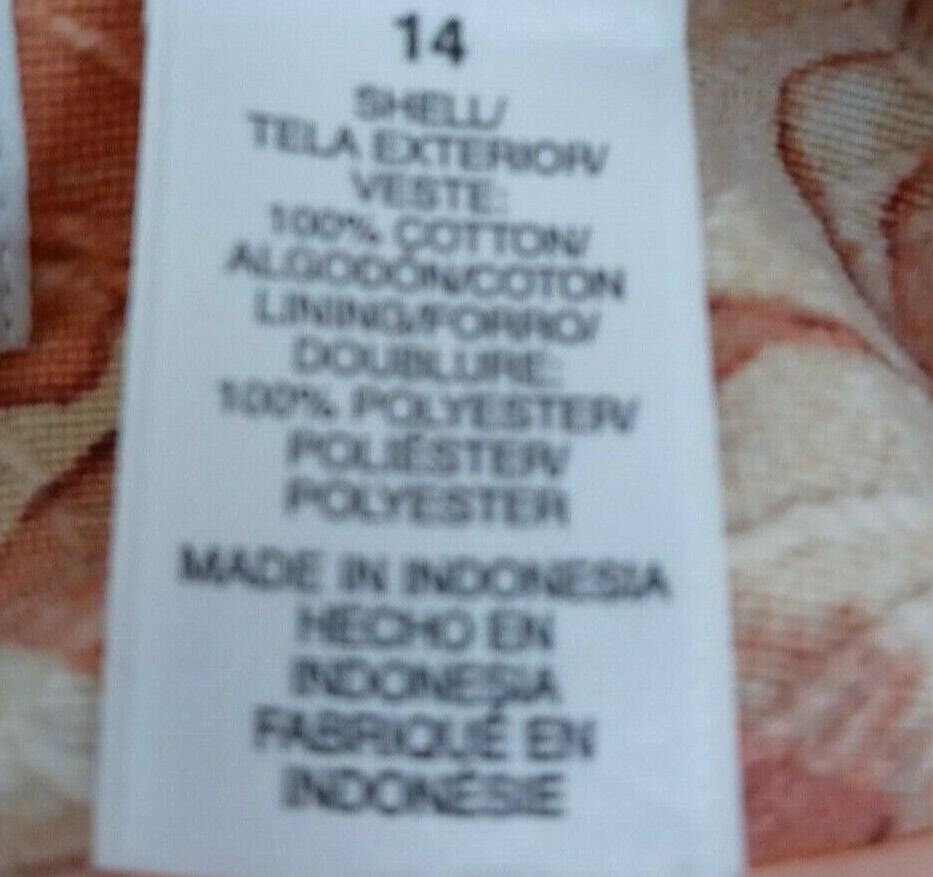 14
SHELL/
TELA EXTERIOR/
VESTE:
100% COTTON/
ALGODÓN/COTON
LINING/FORRO/
DOUBLURE:
100% POLYESTER/
POLIÉSTER/
POLYESTER
MADE IN INDONESIA
HECHO EN
INDONESIA
FABRIQUÉ EN
INDONÉSIE